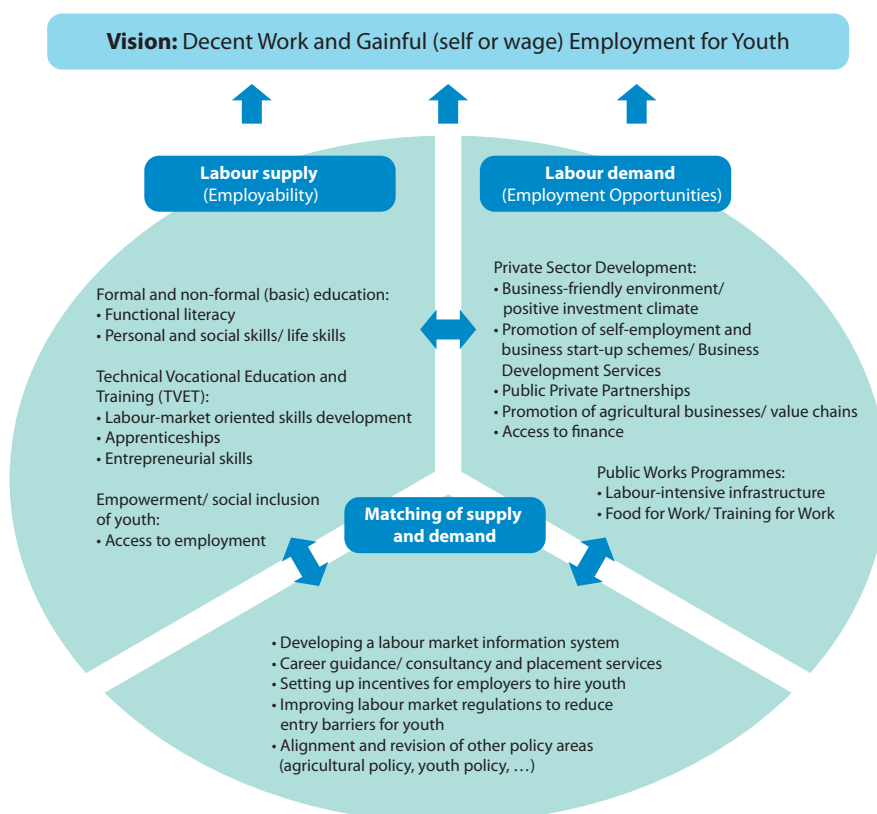 Vision: Decent Work and Gainful (self or wage) Employment for Youth
Labour supply
(Employability)
Formal and non-formal (basic) education:
• Functional literacy
• Personal and social skills/ life skills
Technical Vocational Education and
Training (TVET):
• Labour-market oriented skills development
• Apprenticeships
• Entrepreneurial skills
Empowerment/ social inclusion
of youth:
• Access to employment
Labour demand
(Employment Opportunities)
Private Sector Development:
• Business-friendly environment/
positive investment climate
• Promotion of self-employment and
business start-up schemes/ Business
Development Services
• Public Private Partnerships
• Promotion of agricultural businesses/ value chains
• Access to finance
Public Works Programmes:
• Labour-intensive infrastructure
• Food for Work/ Training for Work
Matching of supply
and demand
• Developing a labour market information system
• Career guidance/ consultancy and placement services
• Setting up incentives for employers to hire youth
• Improving labour market regulations to reduce
entry barriers for youth
• Alignment and revision of other policy areas
(agricultural policy, youth policy, …)